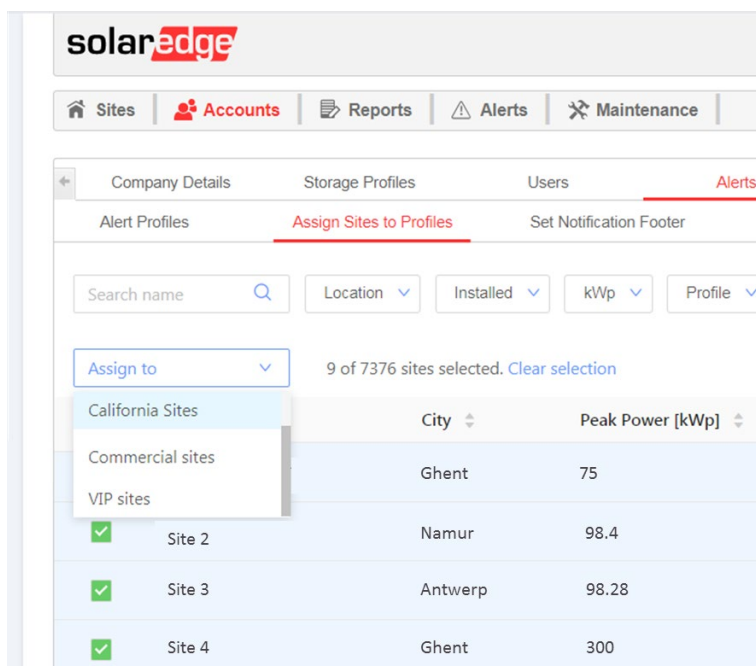 solaredge
Sites Accounts Reports Alerts Maintenance
Company Details Storage Profiles Users Alerts
Alert Profiles Assign Sites to Profiles Set Notification Footer
Search name Location Installed kWp Profile
Assign to 9 of 7376 sites selected. Clear selection
California Sites
City Peak Power [kWp]
Commercial sites
Ghent 75
VIP sites
Site 2 Namur 98.4
Site 3 Antwerp 98.28
Site 4 Ghent 300